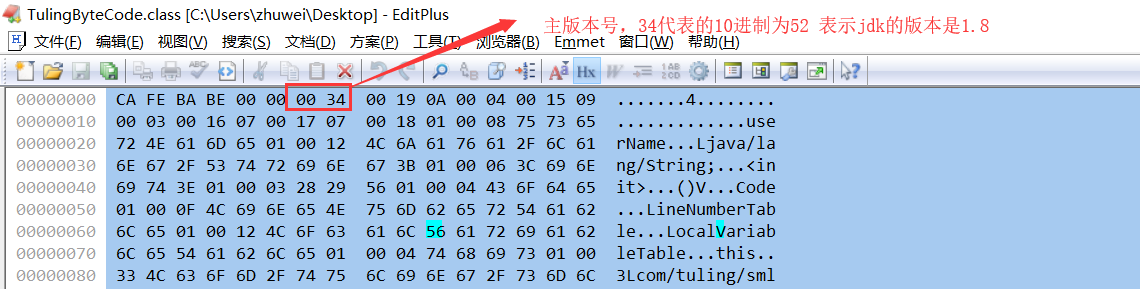 TulingByteCode.class [C:\Users\zhuwei\Desktop] - EditPlus
主版本号，34代表的10进制为52 表示jdk的版本是1.8
H 文件(F) 编辑(E) 视图(V) 搜索(S) 文档(D) 方案(P) 工具(T) 浏览器(B) Emmet 窗口(W) 帮助(H)
Hx W
00000000 CA FE BA BE 00 00 00 34 00 19 0A 00 04 00 15 09 .......4........
00000010 00 03 00 16 07 00 17 07 00 18 01 00 08 75 73 65 .............use
00000020 72 4E 61 6D 65 01 00 12 4C 6A 61 76 61 2F 6C 61 rName...Ljava/la
00000030 6E 67 2F 53 74 72 69 6E 67 3B 01 00 06 3C 69 6E ng/String;...<in
00000040 69 74 3E 01 00 03 28 29 56 01 00 04 43 6F 64 65 it>...()V...Code
00000050 01 00 0F 4C 69 6E 65 4E 75 6D 62 65 72 54 61 62 ...LineNumberTab
00000060 6C 65 01 00 12 4C 6F 63 61 6C 56 61 72 69 61 62 le...LocalVariab
00000070 6C 65 54 61 62 6C 65 01 00 04 74 68 69 73 01 00 leTable...this..
00000080 33 4C 63 6F 6D 2F 74 75 6C 69 6E 67 2F 73 6D 6C 3Lcom/tuling/sml